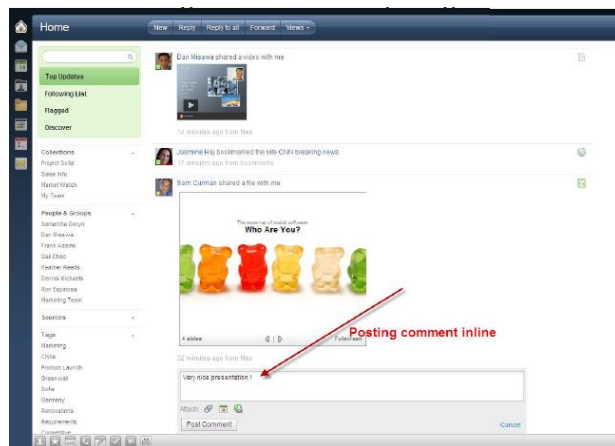 Home
New Reply Reply to all Forward Views
Top Updates
Following List
Flagged
Discover
Collections
Project Sofia
Sales Info
Market Watch
My Team
People & Groups
Samantha Daryn
Dan Misawa
Frank Adams
Gail Chao
Heather Reeds
Dennis Michaels
Ron Espinosa
Marketing Team
Sources
Tags
Marketing
China
Product Launch
Greenwell
Sofia
Germany
Renovations
Requirements
Competitive
Dan Misawa shared a video with me
14 minutes ago from files
Jasmine Haj bookmarked the site CNN breaking news
17 minutes ago from bookmarks
Sam Curman shared a file with me
The essence of social software
Who Are You?
4 slides
Fullscreen
Posting comment inline
32 minutes ago from files
Very nice presentation !
Attach:
Post Comment
Cancel